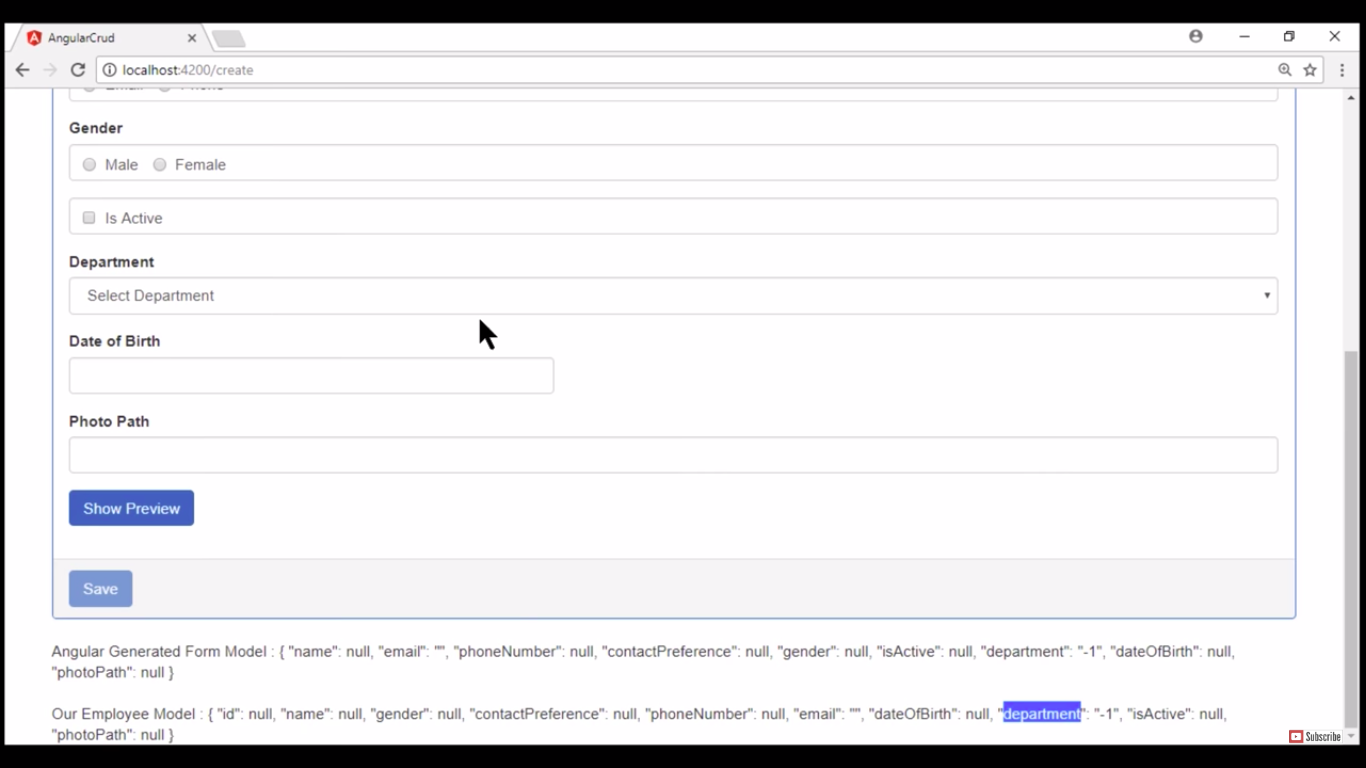 AngularCrud
localhost:4200/create
Email Phone
Gender
Male Female
Is Active
Department
Select Department
Date of Birth
Photo Path
Show Preview
Save
Angular Generated Form Model : { "name": null, "email": "", "phoneNumber": null, "contactPreference": null, "gender": null, "isActive": null, "department": "-1", "dateOfBirth": null,
"photoPath": null }
Our Employee Model : { "id": null, "name": null, "gender": null, "contactPreference": null, "phoneNumber": null, "email": "", "dateOfBirth": null, "department": "-1", "isActive": null,
"photoPath": null }
Subscribe